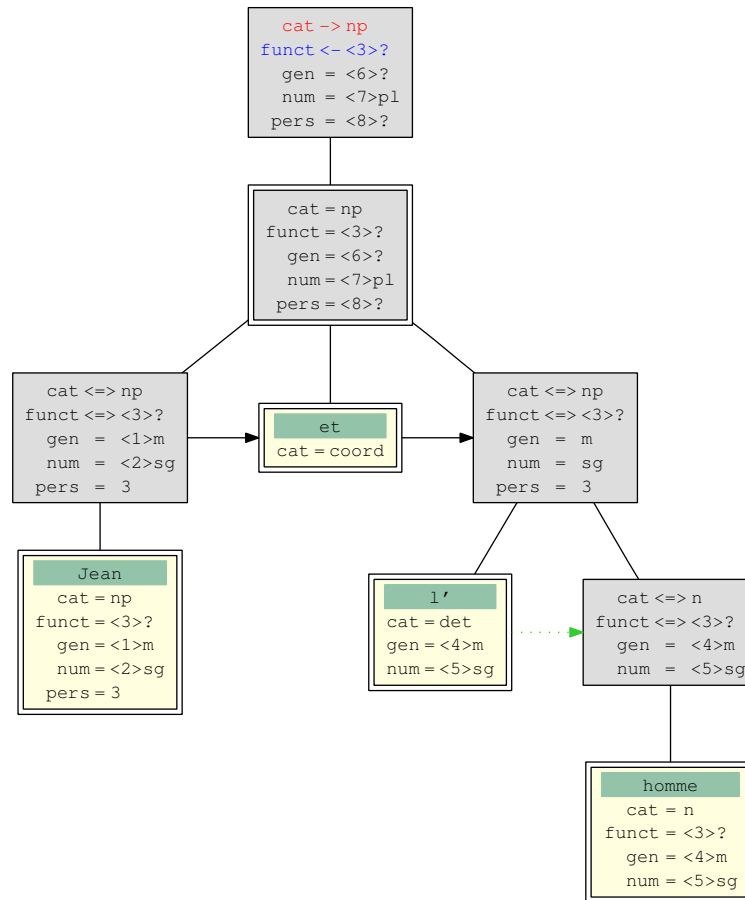 cat -> np
funct <- <3>?
gen = <6>?
num = <7>pl
pers = <8>?
cat = np
funct = <3>?
gen = <6>?
num = <7>pl
pers = <8>?
cat <=> np
funct <=> <3>?
gen = <1>m
num = <2>sg
pers = 3
et
cat = coord
cat <=> np
funct <=> <3>?
gen = m
num = sg
pers = 3
Jean
cat = np
funct = <3>?
gen = <1>m
num = <2>sg
pers = 3
l'
cat = det
gen = <4>m
num = <5>sg
cat <=> n
funct <=> <3>?
gen = <4>m
num = <5>sg
homme
cat = n
funct = <3>?
gen = <4>m
num = <5>sg